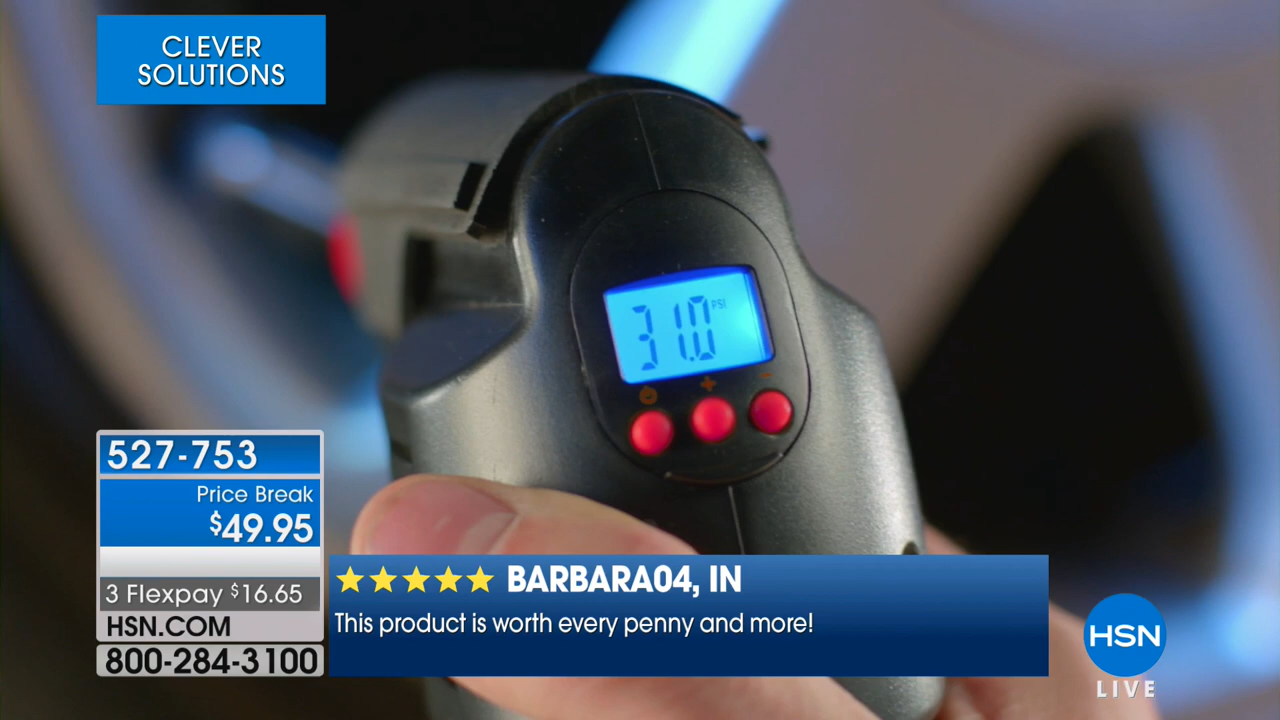 CLEVER
SOLUTIONS
31.0 PSI
527-753
Price Break
$49.95
3 Flexpay $16.65
HSN.COM
800-284-3100
★★★★★ BARBARA04, IN
This product is worth every penny and more!
HSN
LIVE